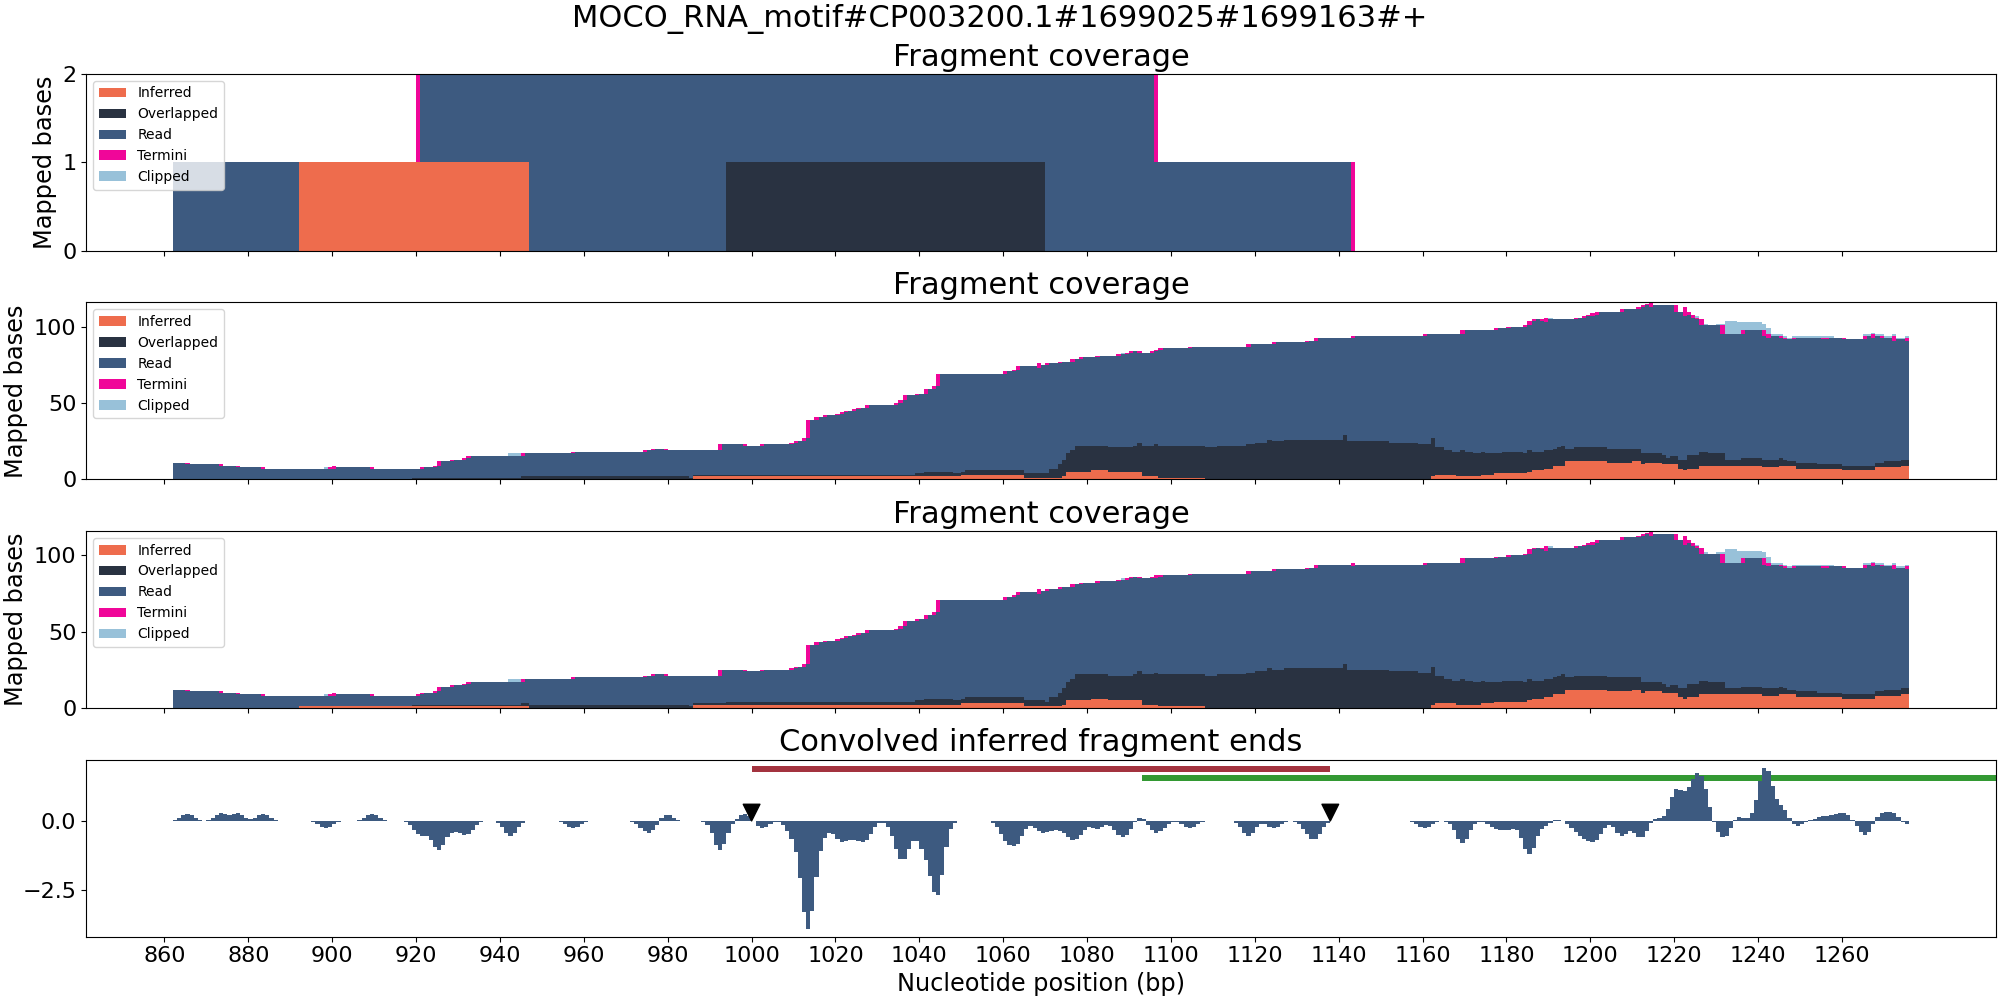 MOCO_RNA_motif#CP003200.1#1699025#1699163#+
Fragment coverage
Mapped bases
2
1
0
Inferred
Overlapped
Read
Termini
Clipped
Fragment coverage
Mapped bases
100
50
0
Inferred
Overlapped
Read
Termini
Clipped
Fragment coverage
Mapped bases
100
50
0
Inferred
Overlapped
Read
Termini
Clipped
Convolved inferred fragment ends
0.0
−2.5
860 880 900 920 940 960 980 1000 1020 1040 1060 1080 1100 1120 1140 1160 1180 1200 1220 1240 1260
Nucleotide position (bp)